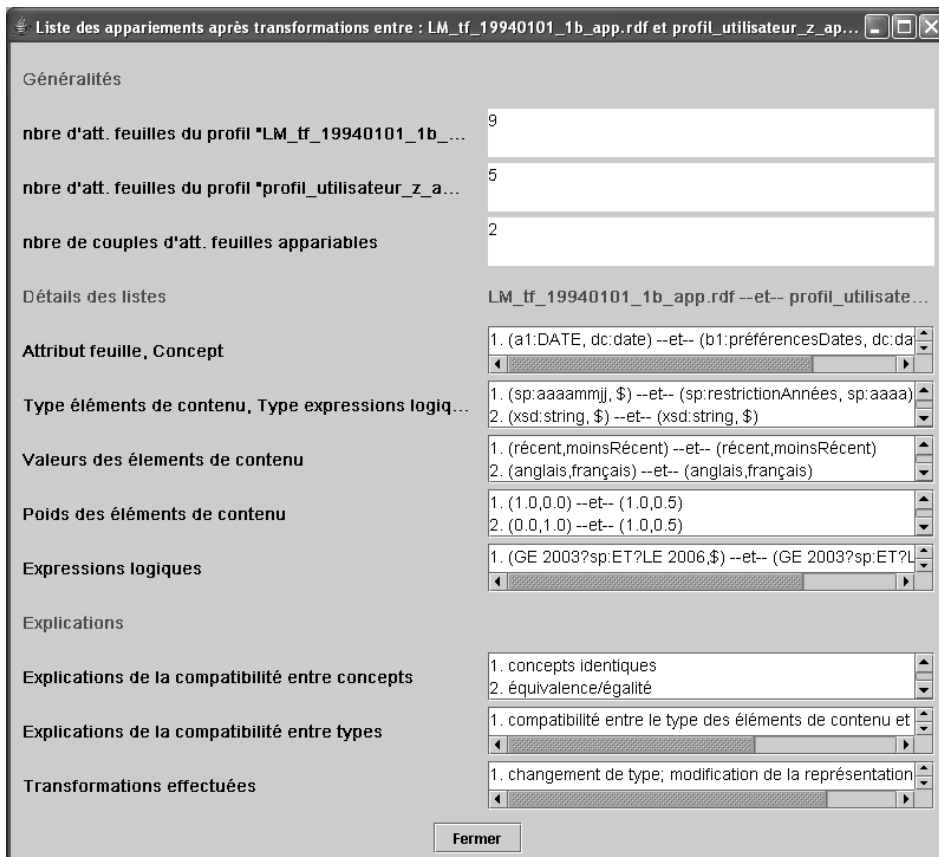 Liste des appariements après transformations entre : LM_tf_19940101_1b_app.rdf et profil_utilisateur_z_ap...
Généralités
nbre d'att. feuilles du profil "LM_tf_19940101_1b_...
9
nbre d'att. feuilles du profil "profil_utilisateur_z_a...
5
nbre de couples d'att. feuilles appariables
2
Détails des listes
LM_tf_19940101_1b_app.rdf --et-- profil_utilisate...
Attribut feuille, Concept
1. (a1:DATE, dc:date) --et-- (b1:préférencesDates, dc:da
Type éléments de contenu, Type expressions logiq...
1. (sp:aaaammjj, $) --et-- (sp:restrictionAnnées, sp:aaaa)
2. (xsd:string, $) --et-- (xsd:string, $)
Valeurs des élements de contenu
1. (récent,moinsRécent) --et-- (récent,moinsRécent)
2. (anglais,français) --et-- (anglais,français)
Poids des éléments de contenu
1. (1.0,0.0) --et-- (1.0,0.5)
2. (0.0,1.0) --et-- (1.0,0.5)
Expressions logiques
1. (GE 2003?sp:ET?LE 2006,$) --et-- (GE 2003?sp:ET?L
Explications
Explications de la compatibilité entre concepts
1. concepts identiques
2. équivalence/égalité
Explications de la compatibilité entre types
1. compatibilité entre le type des éléments de contenu et
Transformations effectuées
1. changement de type; modification de la représentation
Fermer